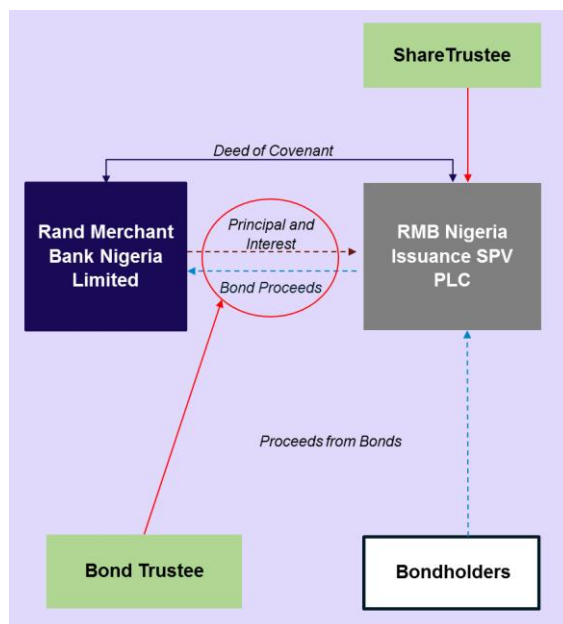 ShareTrustee
Deed of Covenant
Rand Merchant
Bank Nigeria
Limited
Principal and
Interest
Bond Proceeds
RMB Nigeria
Issuance SPV
PLC
Proceeds from Bonds
Bond Trustee
Bondholders